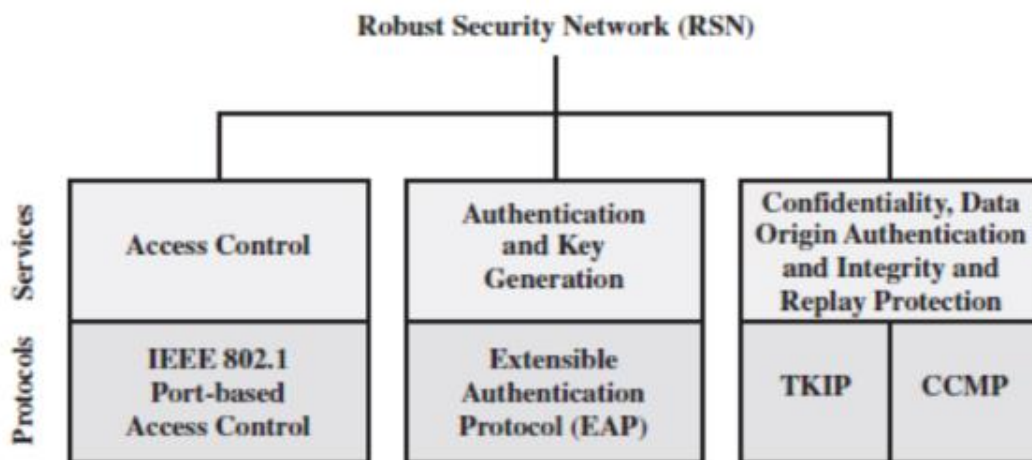 Robust Security Network (RSN)
Services
Access Control
Authentication
and Key
Generation
Confidentiality, Data
Origin Authentication
and Integrity and
Replay Protection
Protocols
IEEE 802.1
Port-based
Access Control
Extensible
Authentication
Protocol (EAP)
TKIP
CCMP